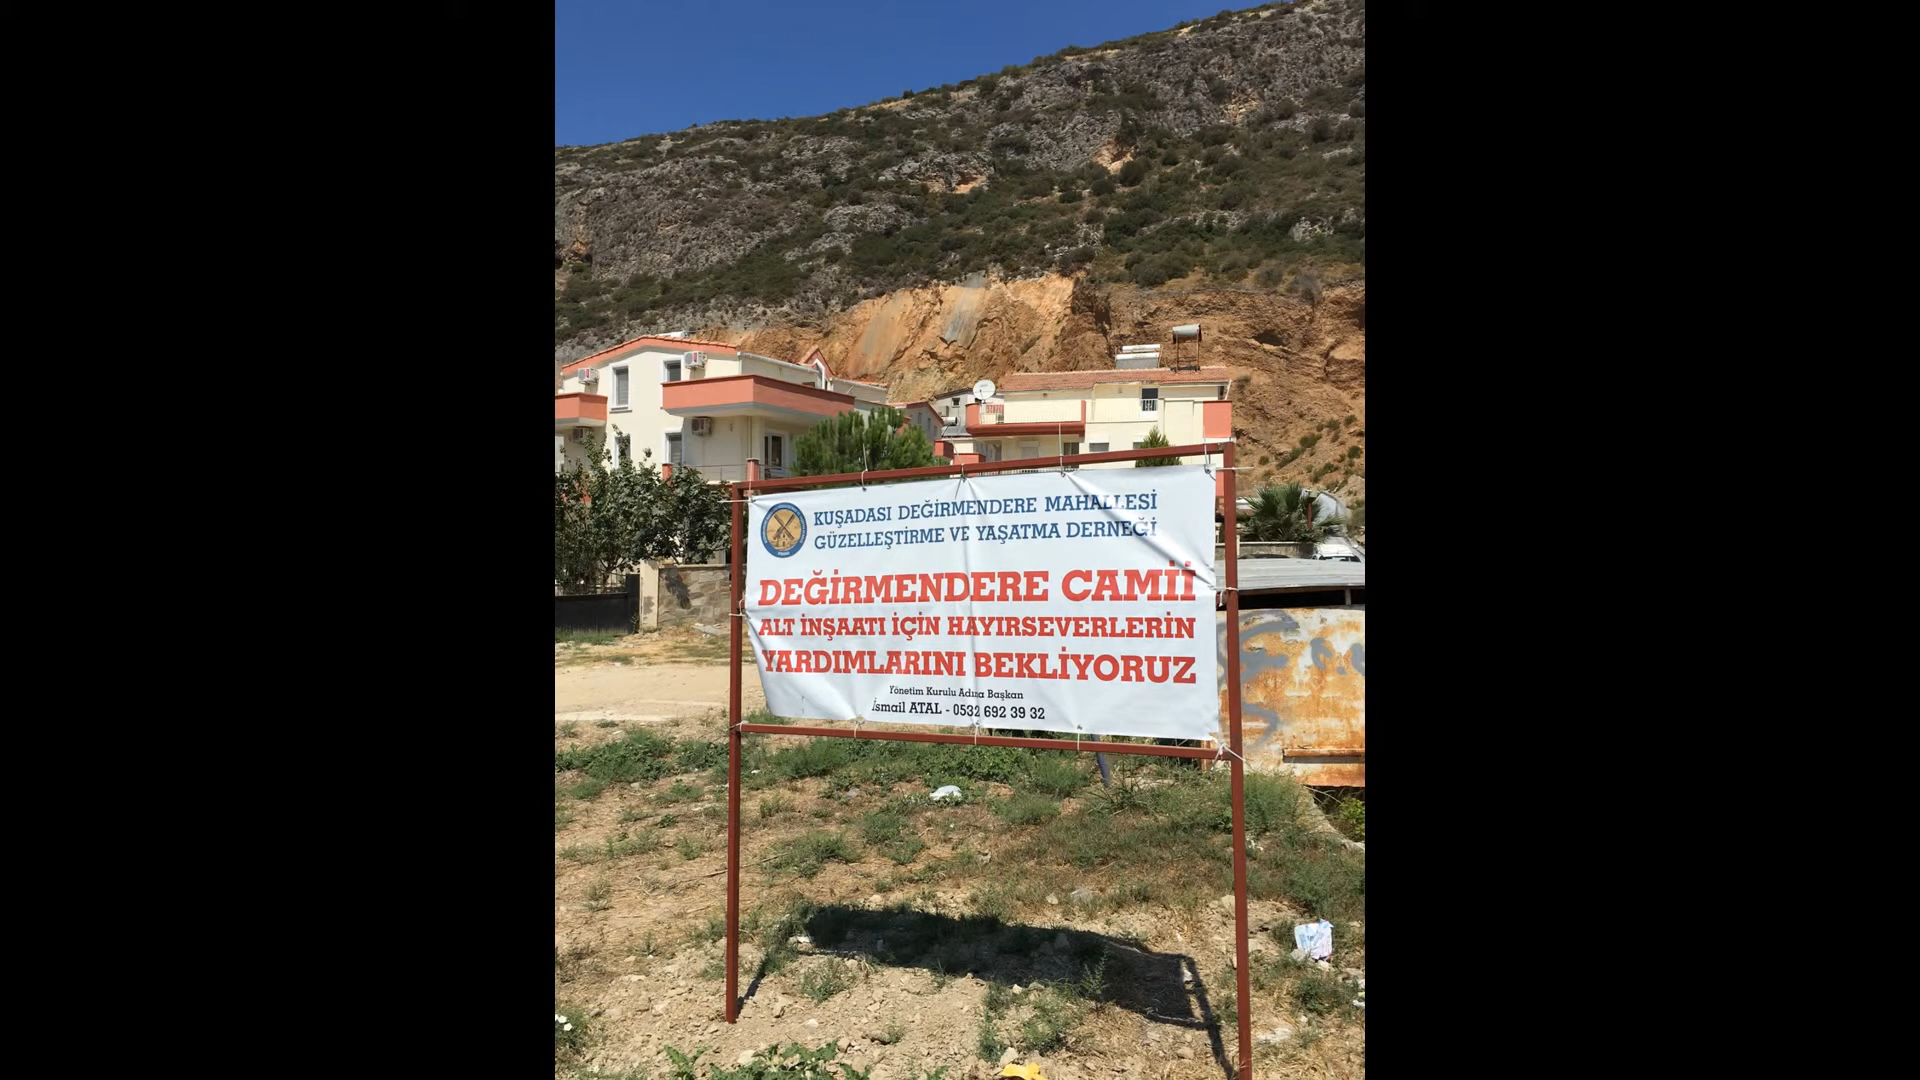 KUŞADASI DEĞİRMENDERE MAHALLESİ
GÜZELLEŞTİRME VE YAŞATMA DERNEĞİ
DEĞİRMENDERE CAMİİ
ALT İNŞAATI İÇİN HAYIRSEVERLERİN
YARDIMLARINI BEKLİYORUZ
Yönetim Kurulu Adına Başkan
İsmail ATAL - 0532 692 39 32